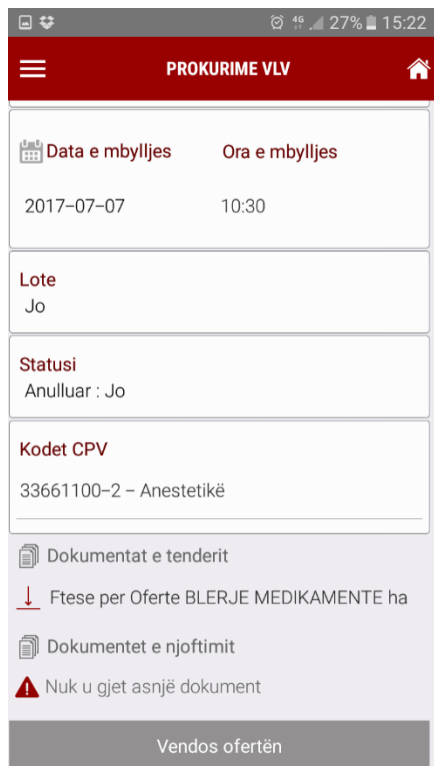 4G 27% 15:22
PROKURIME VLV
Data e mbylljes Ora e mbylljes
2017-07-07 10:30
Lote
Jo
Statusi
Anulluar : Jo
Kodet CPV
33661100-2 – Anestetikë
Dokumentat e tenderit
Ftese per Oferte BLERJE MEDIKAMENTE ha
Dokumentet e njoftimit
Nuk u gjet asnjë dokument
Vendos ofertën